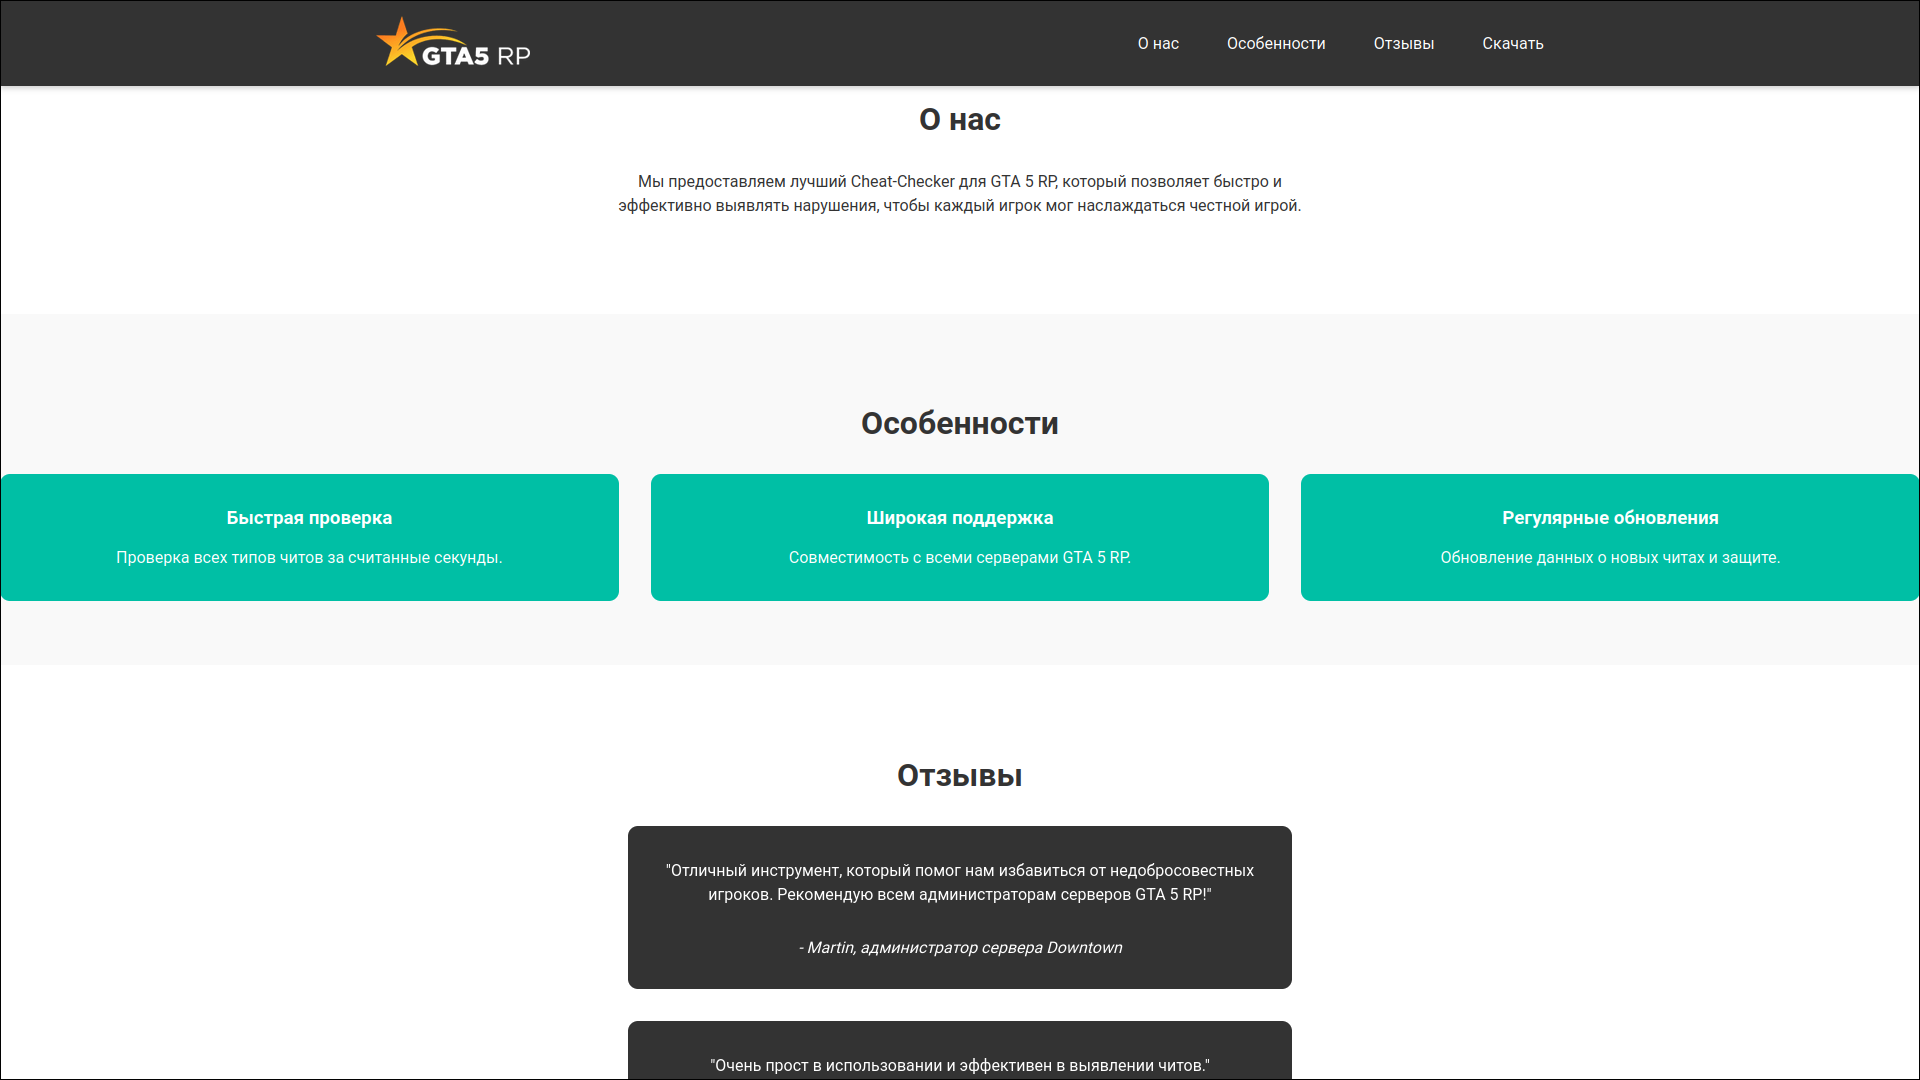 GTA5 RP
О нас
Особенности
Отзывы
Скачать
О нас
Мы предоставляем лучший Cheat-Checker для GTA 5 RP, который позволяет быстро и
эффективно выявлять нарушения, чтобы каждый игрок мог наслаждаться честной игрой.
Особенности
Быстрая проверка
Проверка всех типов читов за считанные секунды.
Широкая поддержка
Совместимость с всеми серверами GTA 5 RP.
Регулярные обновления
Обновление данных о новых читах и защите.
Отзывы
"Отличный инструмент, который помог нам избавиться от недобросовестных
игроков. Рекомендую всем администраторам серверов GTA 5 RP!"
- Martin, администратор сервера Downtown
"Очень прост в использовании и эффективен в выявлении читов."